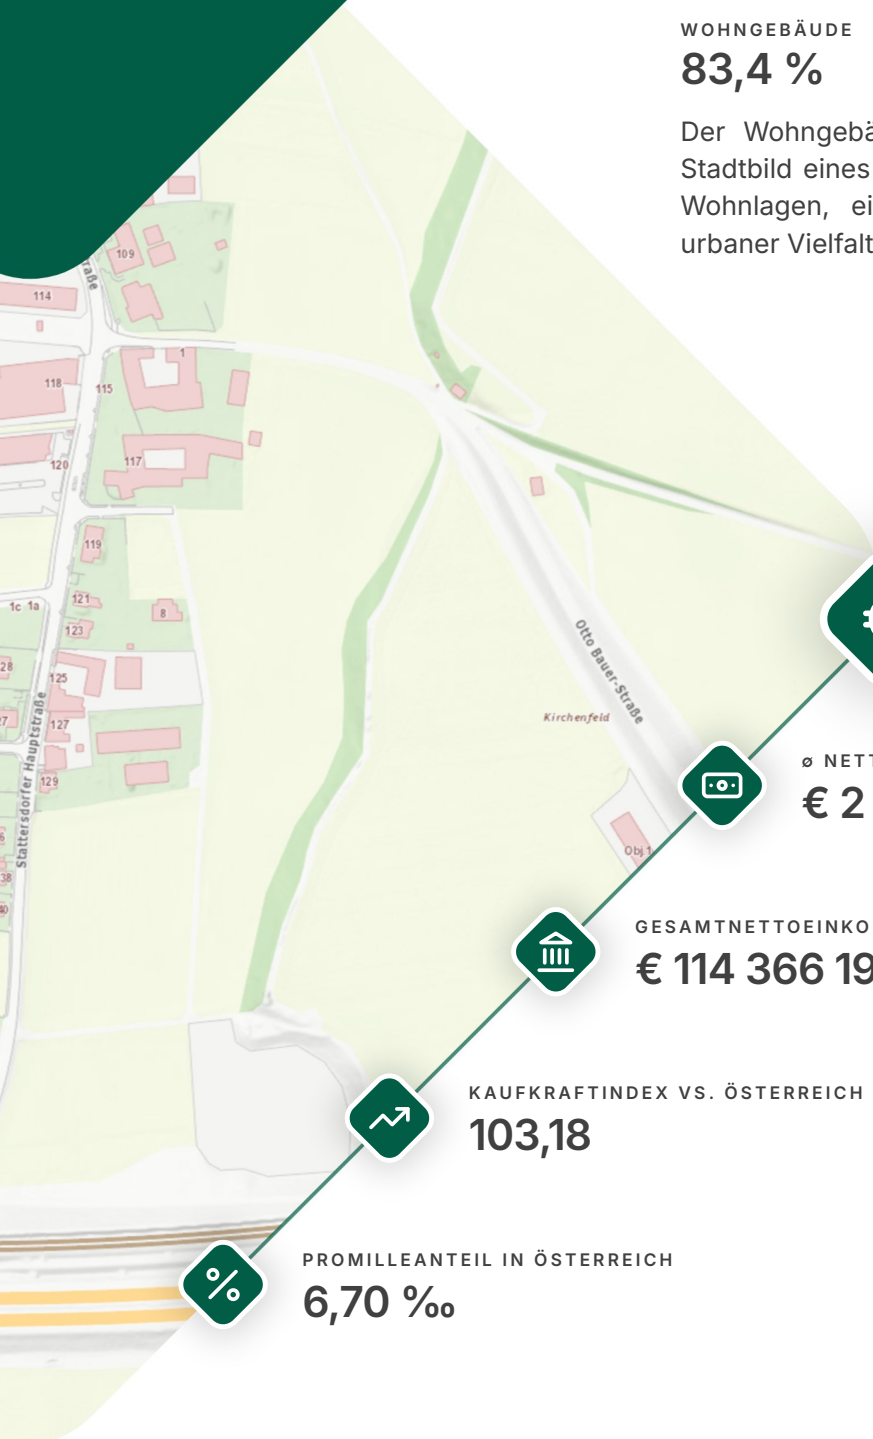 WOHNGEBÄUDE
83,4 %
Der Wohngebä
Stadtbild eines
Wohnlagen, ei
urbaner Vielfalt
109
114
1
118
115
117
120
119
1c 1a
121
8
123
28
125
127
129
Stattersdorfer Hauptstraße
38
Otto Bauer-Straße
Kirchenfeld
Obj.1
ø NETT
€ 2
GESAMTNETTOEINKO
€ 114 366 19
KAUFKRAFTINDEX VS. ÖSTERREICH
103,18
PROMILLEANTEIL IN ÖSTERREICH
6,70 ‰